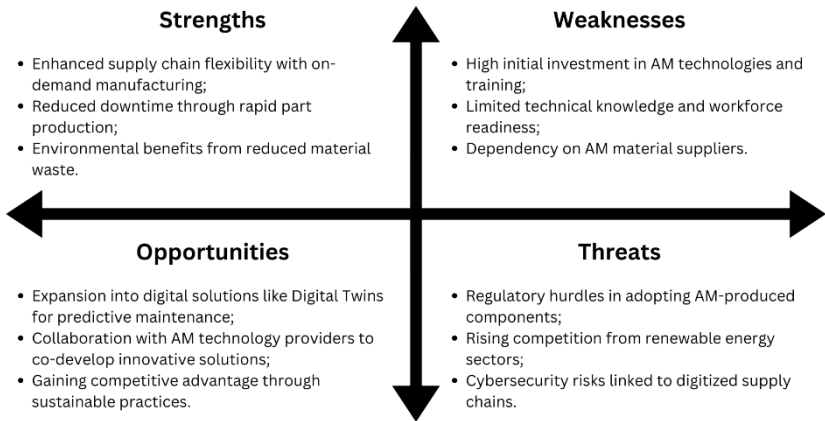 Strengths
• Enhanced supply chain flexibility with on-
demand manufacturing;
• Reduced downtime through rapid part
production;
• Environmental benefits from reduced material
waste.
Weaknesses
• High initial investment in AM technologies and
training;
• Limited technical knowledge and workforce
readiness;
• Dependency on AM material suppliers.
Opportunities
• Expansion into digital solutions like Digital Twins
for predictive maintenance;
• Collaboration with AM technology providers to
co-develop innovative solutions;
• Gaining competitive advantage through
sustainable practices.
Threats
• Regulatory hurdles in adopting AM-produced
components;
• Rising competition from renewable energy
sectors;
• Cybersecurity risks linked to digitized supply
chains.